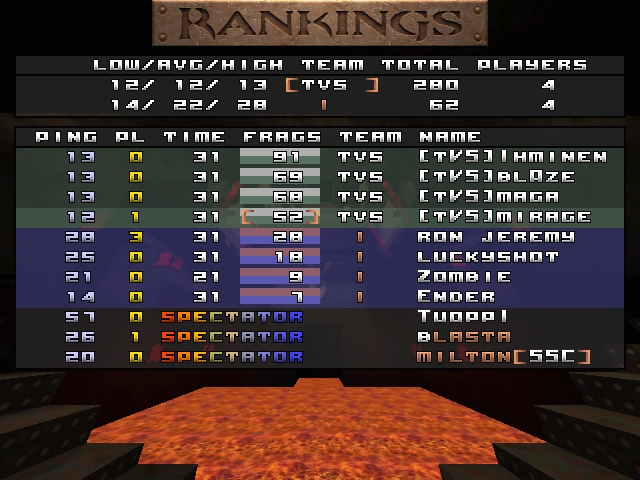 RANKINGS
LOW/AVG/HIGH TEAM TOTAL PLAYERS
12/ 12/ 13 [TVS ] 280 4
14/ 22/ 28 I 62 4
PING PL TIME FRAGS TEAM NAME
13 0 31 91 TVS [TVS]IHMINEN
13 0 31 69 TVS [TVS]BLAZE
13 0 31 68 TVS [TVS]MAGA
12 1 31 [ 52 ] TVS [TVS]MIRAGE
28 3 31 28 I RON JEREMY
25 0 31 18 I LUCKYSHOT
21 0 21 9 I ZOMBIE
14 0 31 7 I ENDER
57 0 SPECTATOR TUOPPI
26 1 SPECTATOR BLASTA
20 0 SPECTATOR MILTON[SSC]